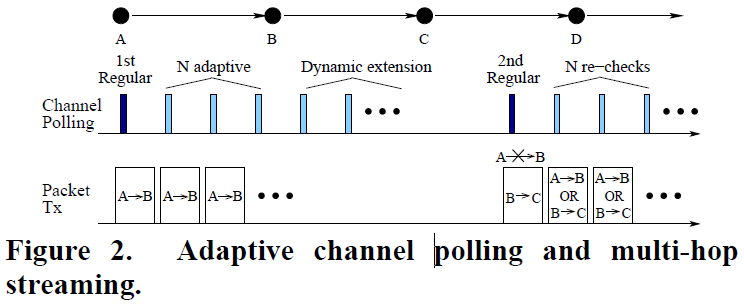 A B C D
1st
Regular
N adaptive
Dynamic extension
2nd
Regular
N re-checks
Channel
Polling
A→B
Packet
Tx
A→B A→B A→B
B→C
A→B
OR
B→C
A→B
OR
B→C
Figure 2. Adaptive channel polling and multi-hop
streaming.